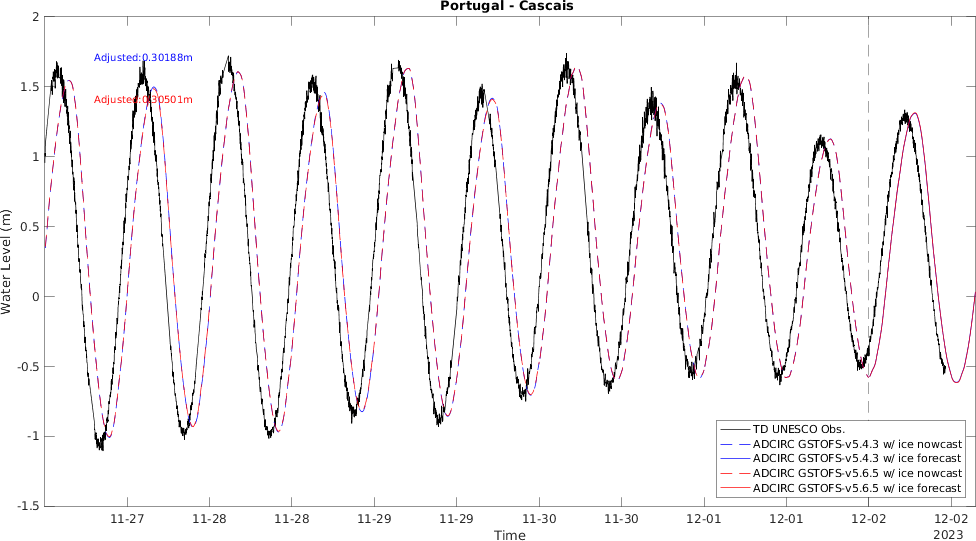 Portugal - Cascais
2
1.5
1
0.5
0
-0.5
-1
-1.5
Water Level (m)
Adjusted:0.30188m
Adjusted:0.30501m
TD UNESCO Obs.
ADCIRC GSTOFS-v5.4.3 w/ ice nowcast
ADCIRC GSTOFS-v5.4.3 w/ ice forecast
ADCIRC GSTOFS-v5.6.5 w/ ice nowcast
ADCIRC GSTOFS-v5.6.5 w/ ice forecast
11-27 11-28 11-28 11-29 11-29 11-30 11-30 12-01 12-01 12-02 12-02
Time
2023